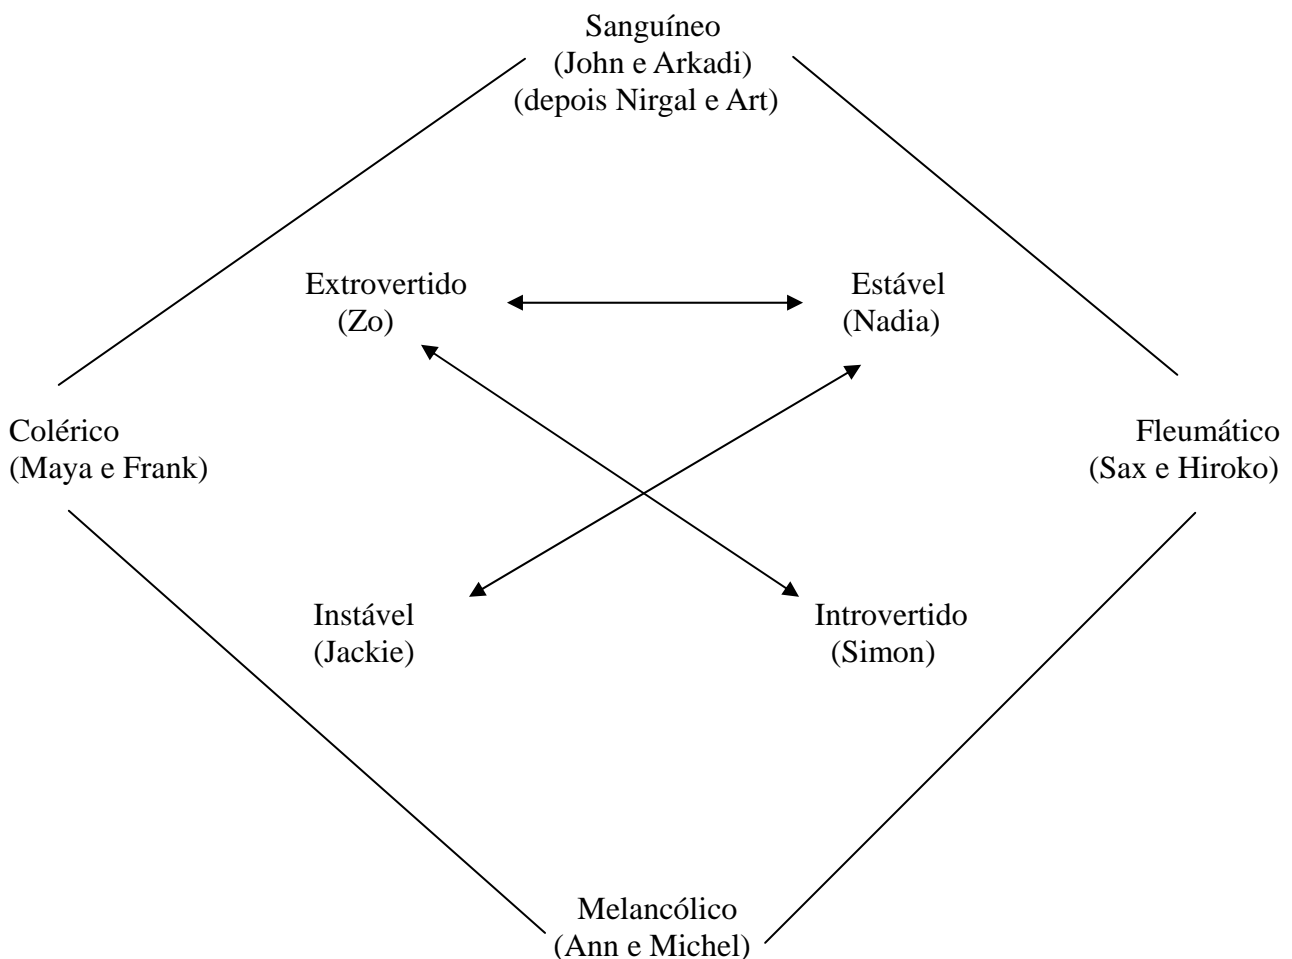 Sanguíneo
(John e Arkadi)
(depois Nirgal e Art)
Extrovertido
(Zo)
Estável
(Nadia)
Colérico
(Maya e Frank)
Fleumático
(Sax e Hiroko)
Instável
(Jackie)
Introvertido
(Simon)
Melancólico
(Ann e Michel)